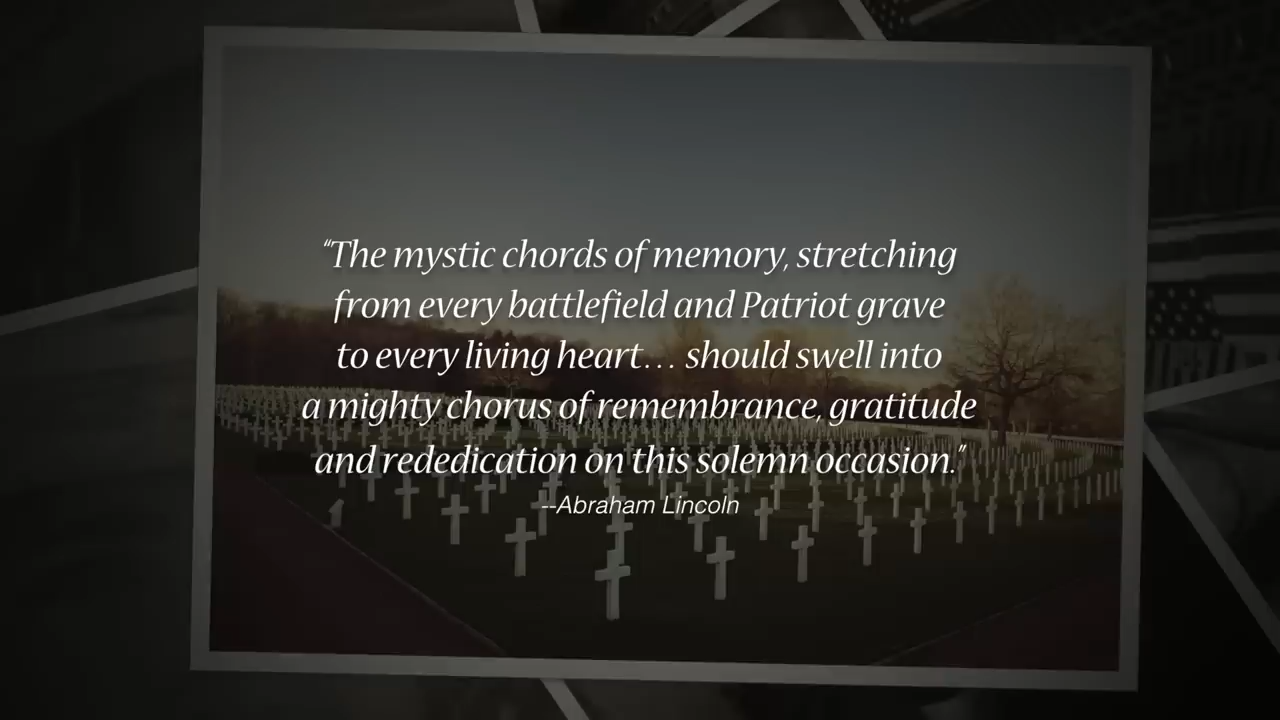 “The mystic chords of memory, stretching
from every battlefield and Patriot grave
to every living heart... should swell into
a mighty chorus of remembrance, gratitude
and rededication on this solemn occasion.”
--Abraham Lincoln